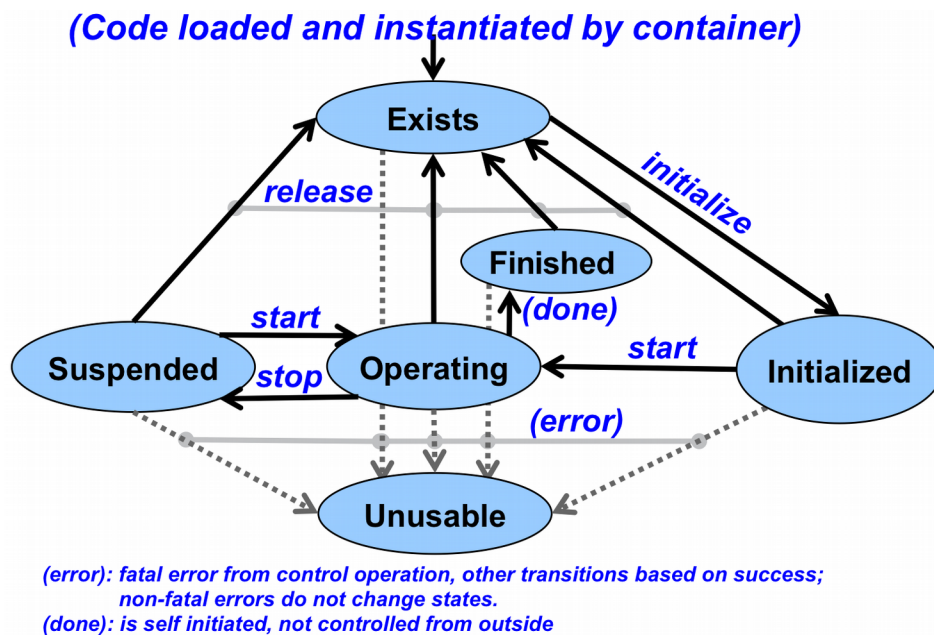 (Code loaded and instantiated by container)
Exists
initialize
release
Finished
(done)
start
start
Suspended
Operating
Initialized
stop
(error)
Unusable
(error): fatal error from control operation, other transitions based on success;
non-fatal errors do not change states.
(done): is self initiated, not controlled from outside